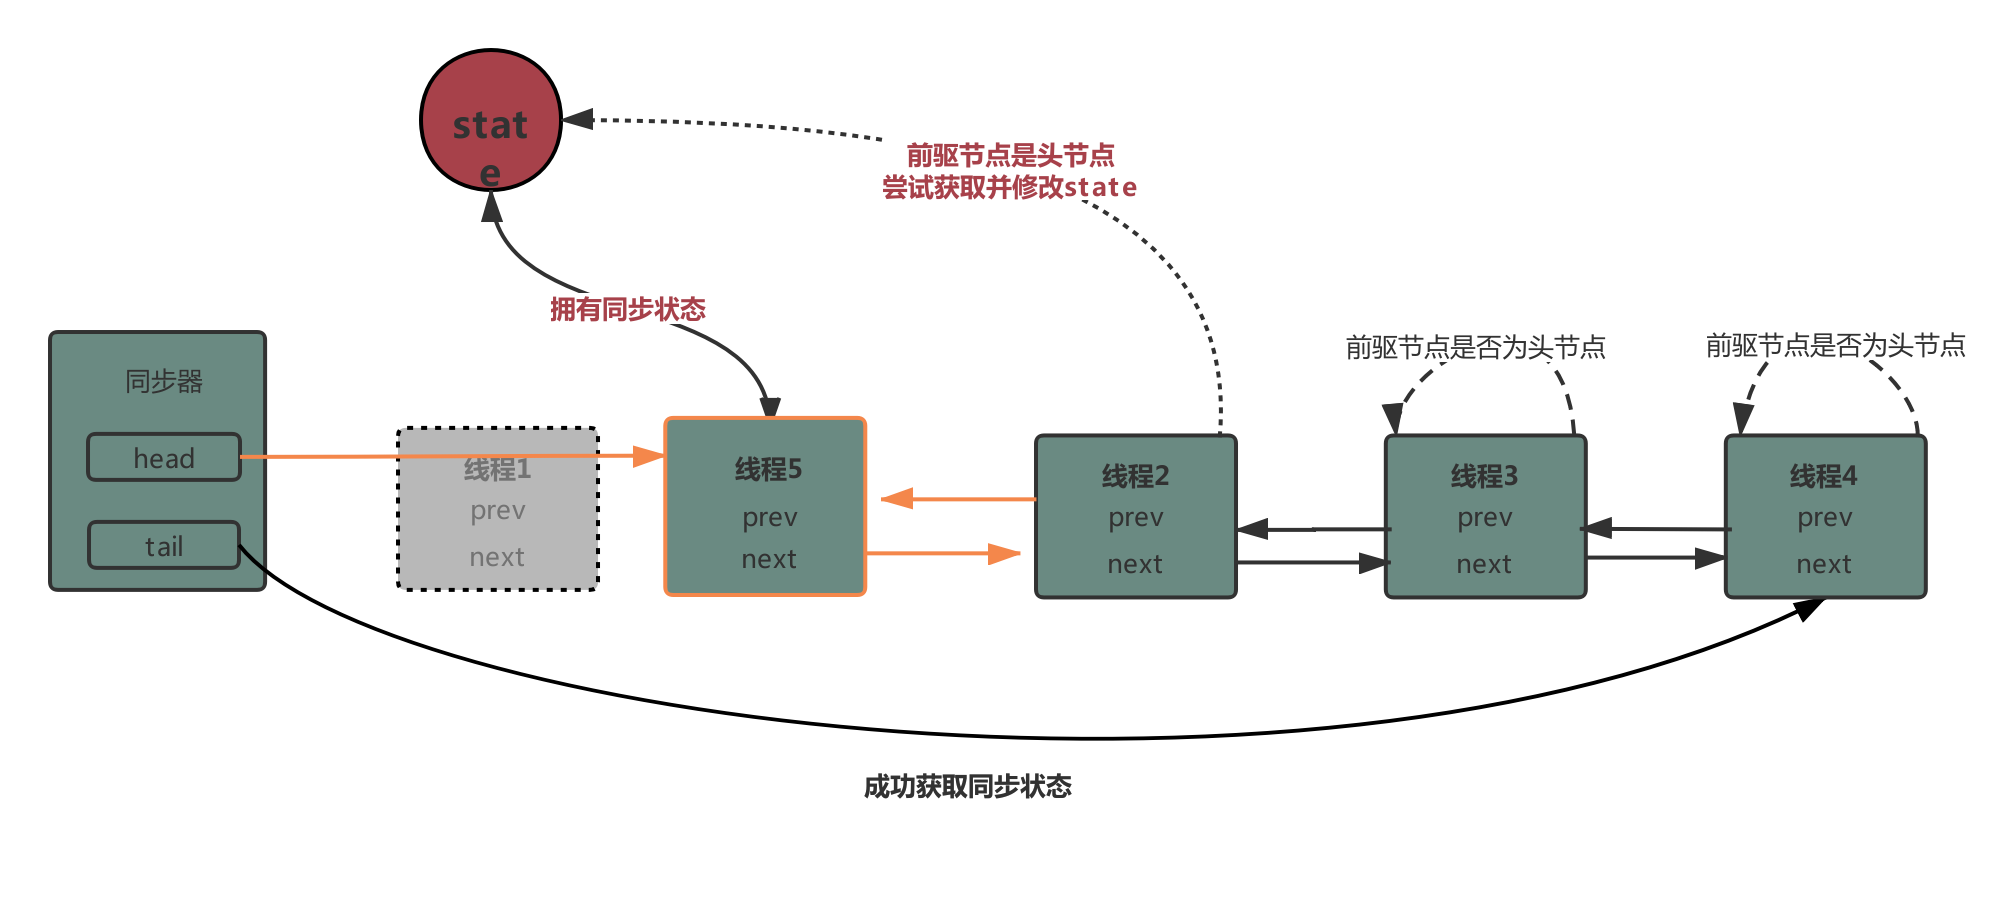 stat
e
前驱节点是头节点
尝试获取并修改state
拥有同步状态
前驱节点是否为头节点
前驱节点是否为头节点
同步器
head
tail
线程1
prev
next
线程5
prev
next
线程2
prev
next
线程3
prev
next
线程4
prev
next
成功获取同步状态